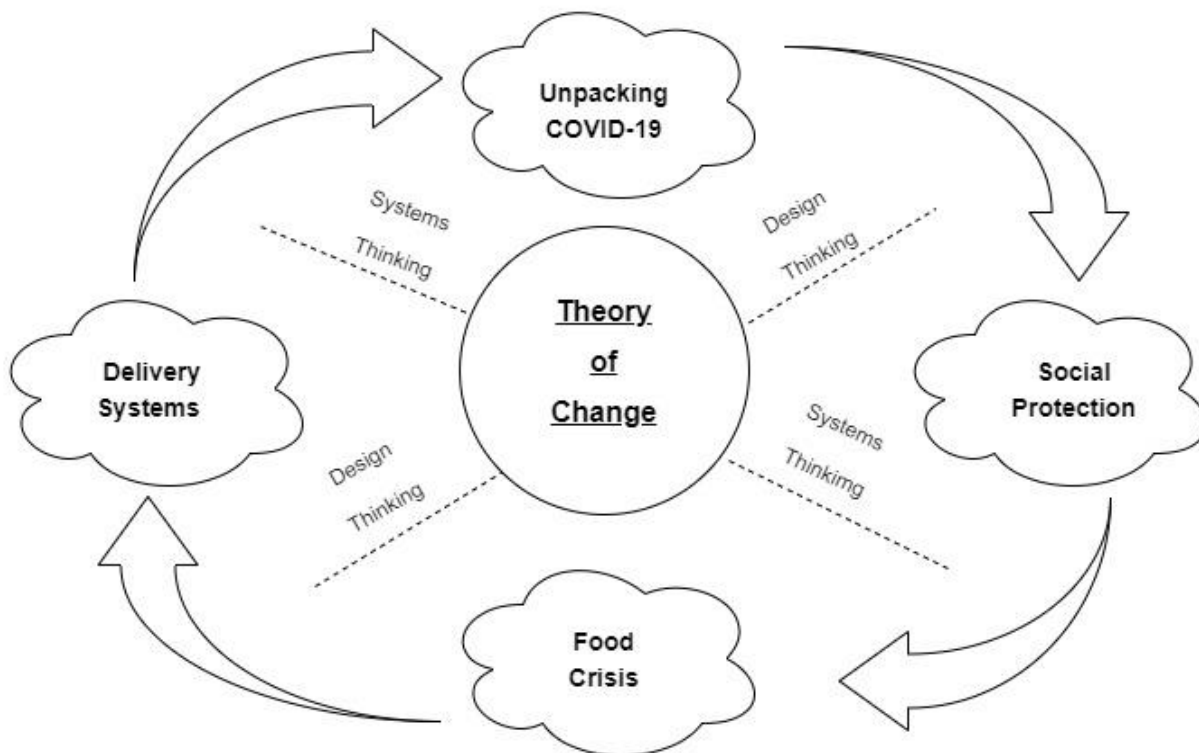 Unpacking
COVID-19
Systems
Thinking
Design
Thinking
Theory
of
Change
Delivery
Systems
Social
Protection
Design
Thinking
Systems
Thinkimg
Food
Crisis